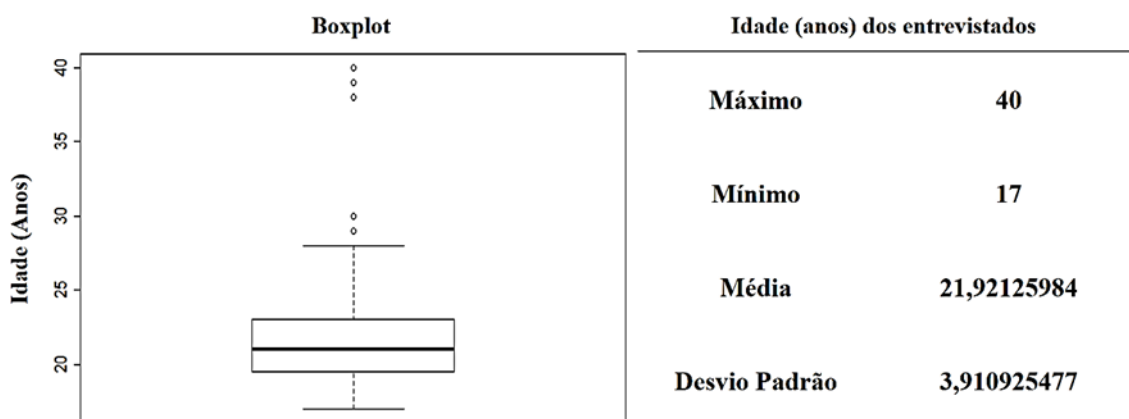 Boxplot
Idade (Anos)
40
35
30
25
20
Idade (anos) dos entrevistados
Máximo 40
Mínimo 17
Média 21,92125984
Desvio Padrão 3,910925477